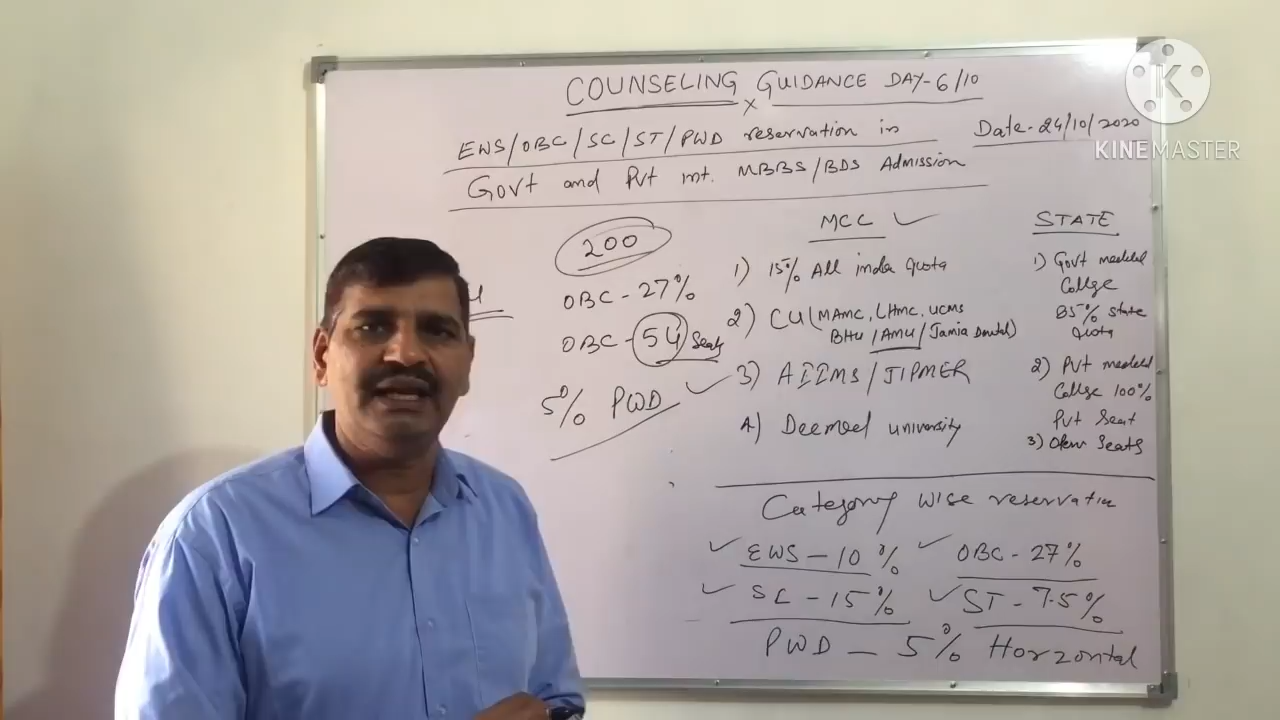 COUNSELING GUIDANCE DAY-6/10
x
Date-24/10/2020
KINEMASTER
EWS/OBC/SC/ST/PWD reservation in
Govt and Pvt int. MBBS/BDS Admission
200
OBC-27%
OBC-54 Seats
5% PWD
MCC
1) 15% All india Quota
2) CU(MAMC, LHMC, UCMS
BHU/AMU/Jamia Dental)
3) AIIMS/JIPMER
4) Deemed university
STATE
1) Govt medical
College
85% state
Quota
2) Pvt medical
College 100%
Pvt Seat
3) Seats
Category wise reservation
EWS-10% OBC-27%
SC-15% ST-7.5%
PWD-5% Horzontal